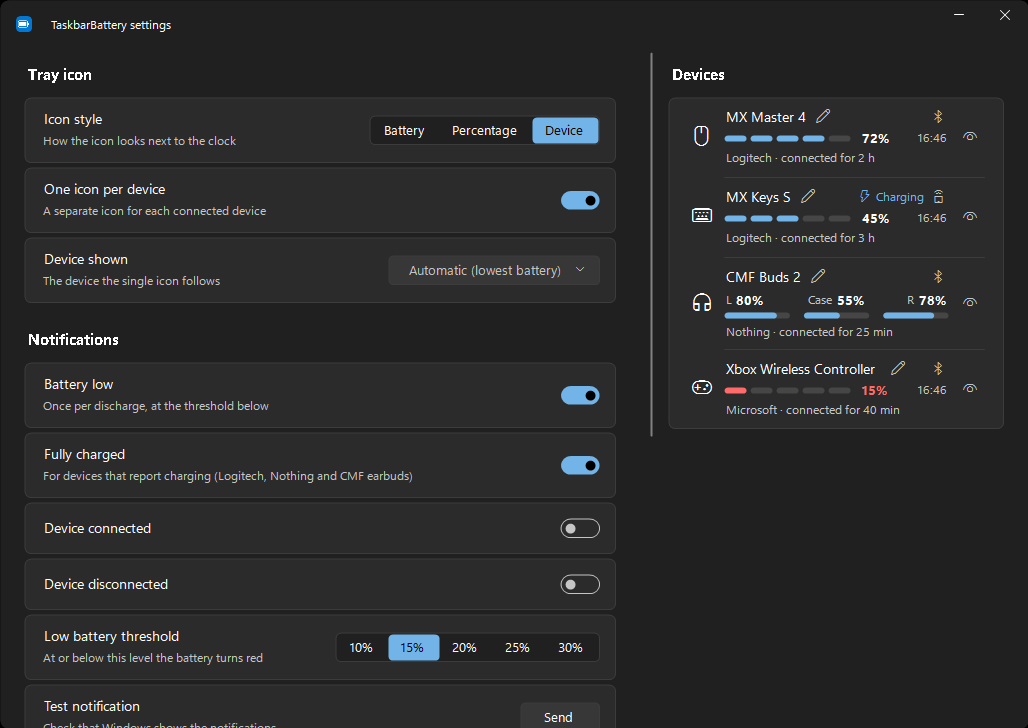 TaskbarBattery settings
Tray icon
Icon style
How the icon looks next to the clock
Battery Percentage Device
One icon per device
A separate icon for each connected device
Device shown
The device the single icon follows
Automatic (lowest battery)
Notifications
Battery low
Once per discharge, at the threshold below
Fully charged
For devices that report charging (Logitech, Nothing and CMF earbuds)
Device connected
Device disconnected
Low battery threshold
At or below this level the battery turns red
10% 15% 20% 25% 30%
Test notification
Check that Windows shows the notifications
Send
Devices
MX Master 4
72% 16:46
Logitech · connected for 2 h
MX Keys S Charging
45% 16:46
Logitech · connected for 3 h
CMF Buds 2
L 80% Case 55% R 78%
Nothing · connected for 25 min
Xbox Wireless Controller
15% 16:46
Microsoft · connected for 40 min